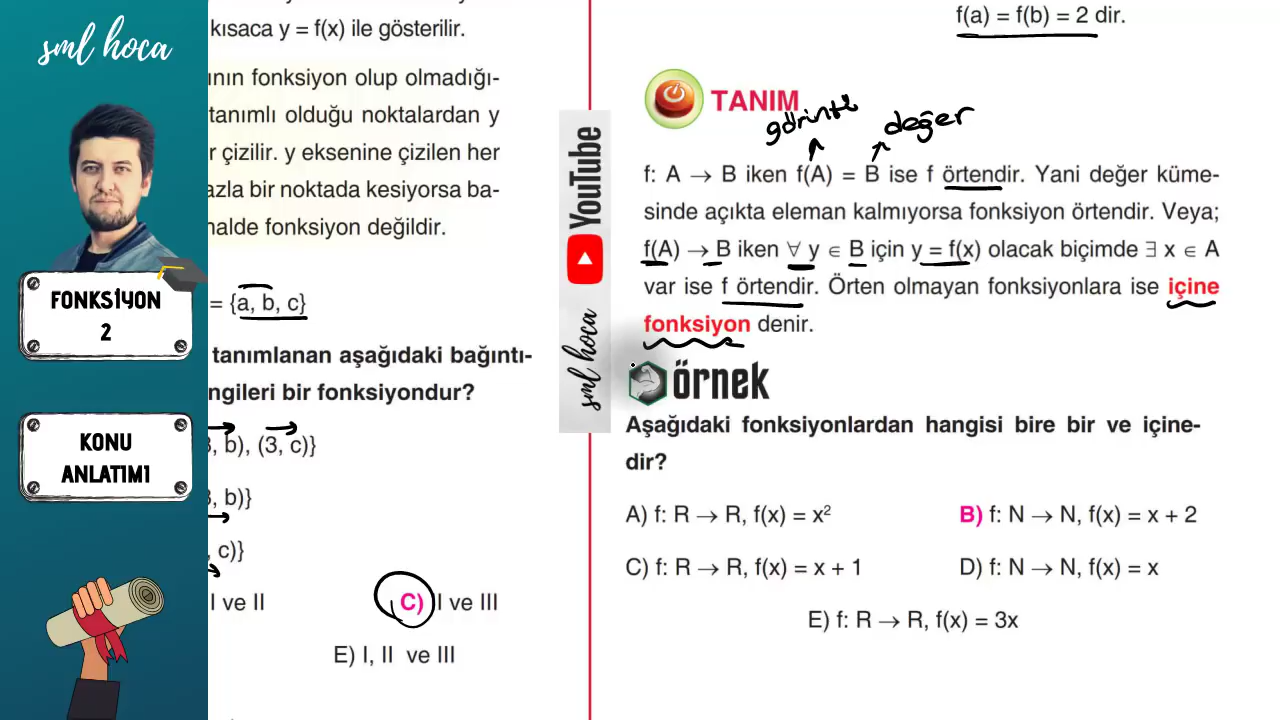 sml hoca
FONKSİYON
2
KONU
ANLATIMI
kısaca y = f(x) ile gösterilir.
fonksiyon olup olmadığı-
tanımlı olduğu noktalardan y
çizilir. y eksenine çizilen her
bir noktada kesiyorsa ba-
fonksiyon değildir.
= {a, b, c}
tanımlanan aşağıdaki bağıntı-
bir fonksiyondur?
b), (3, c)}
b)}
c)}
I ve II
C) I ve III
E) I, II ve III
YouTube
sml hoca
f(a) = f(b) = 2 dir.
TANIM
görüntü
değer
f: A → B iken f(A) = B ise f örtendir. Yani değer küme-
sinde açıkta eleman kalmıyorsa fonksiyon örtendir. Veya;
f(A) → B iken ∀ y ∈ B için y = f(x) olacak biçimde ∃ x ∈ A
var ise f örtendir. Örten olmayan fonksiyonlara ise içine
fonksiyon denir.
örnek
Aşağıdaki fonksiyonlardan hangisi bire bir ve içine-
dir?
A) f: R → R, f(x) = x²
B) f: N → N, f(x) = x + 2
C) f: R → R, f(x) = x + 1
D) f: N → N, f(x) = x
E) f: R → R, f(x) = 3x